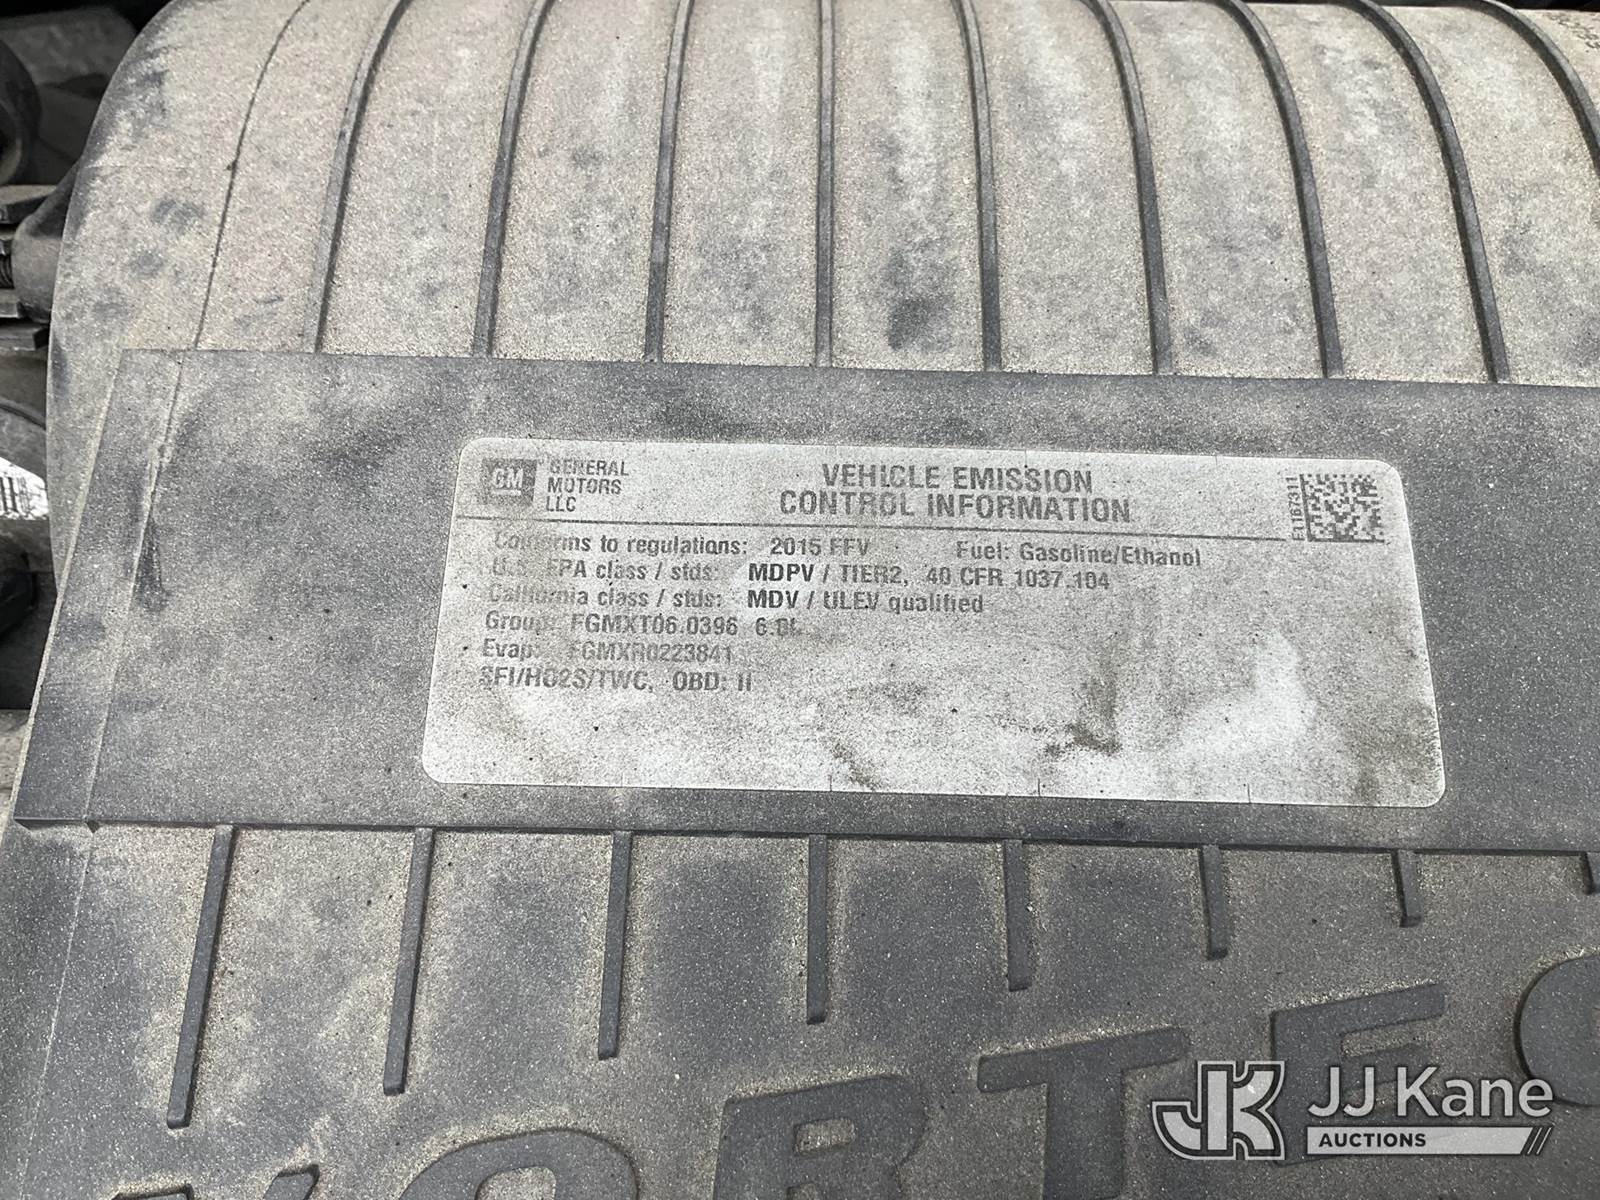 GM GENERAL MOTORS LLC
VEHICLE EMISSION
CONTROL INFORMATION
E1167311
Conforms to regulations: 2015 FFV Fuel: Gasoline/Ethanol
U.S. EPA class / stds: MDPV / TIER2, 40 CFR 1037.104
California class / stds: MDV / ULEV qualified
Group: FGMXT06.0396 6.0L
Evap: FGMXR0223841
SFI/HO2S/TWC, OBD: II
VORTEC
JK JJ Kane
AUCTIONS